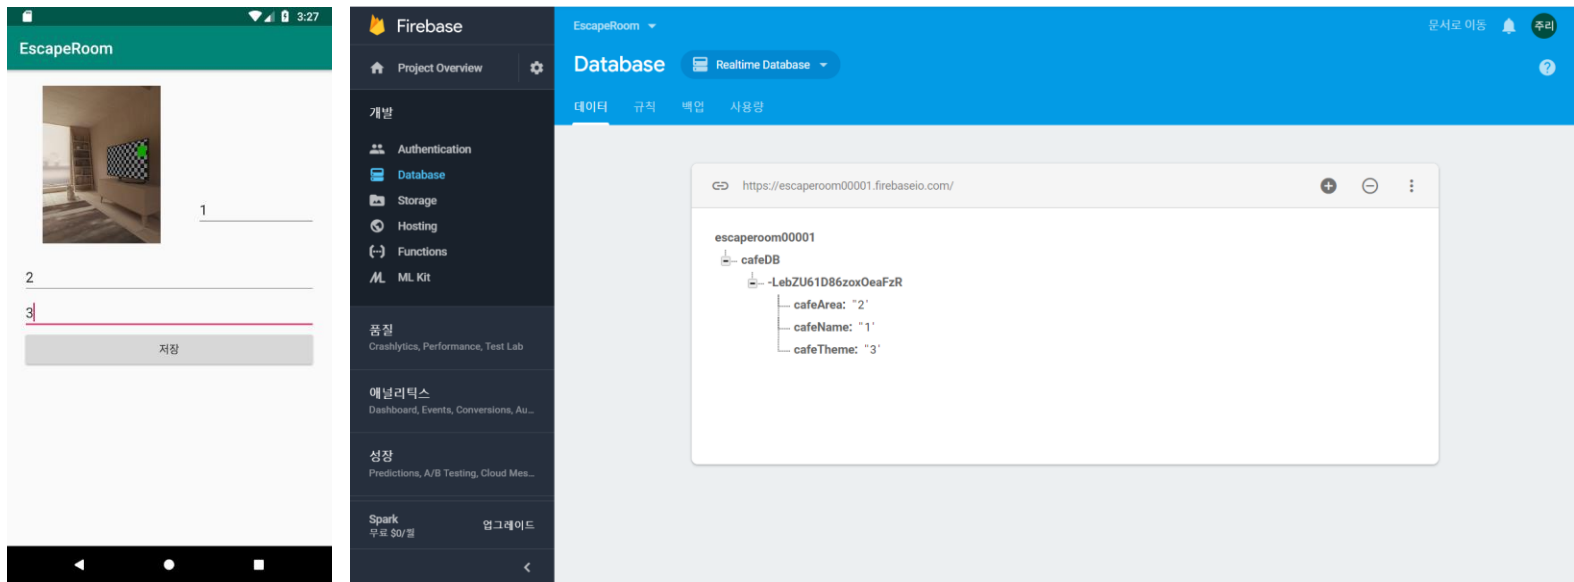 3:27
EscapeRoom
1
2
3
저장
Firebase
Project Overview
개발
Authentication
Database
Storage
Hosting
Functions
ML Kit
품질
Crashlytics, Performance, Test Lab
애널리틱스
Dashboard, Events, Conversions, Au...
성장
Predictions, A/B Testing, Cloud Mes...
Spark
무료 $0/월
업그레이드
EscapeRoom
문서로 이동
주리
Database
Realtime Database
데이터 규칙 백업 사용량
https://escaperoom00001.firebaseio.com/
escaperoom00001
cafeDB
-LebZU61D86zoxOeaFzR
cafeArea: "2"
cafeName: "1"
cafeTheme: "3"